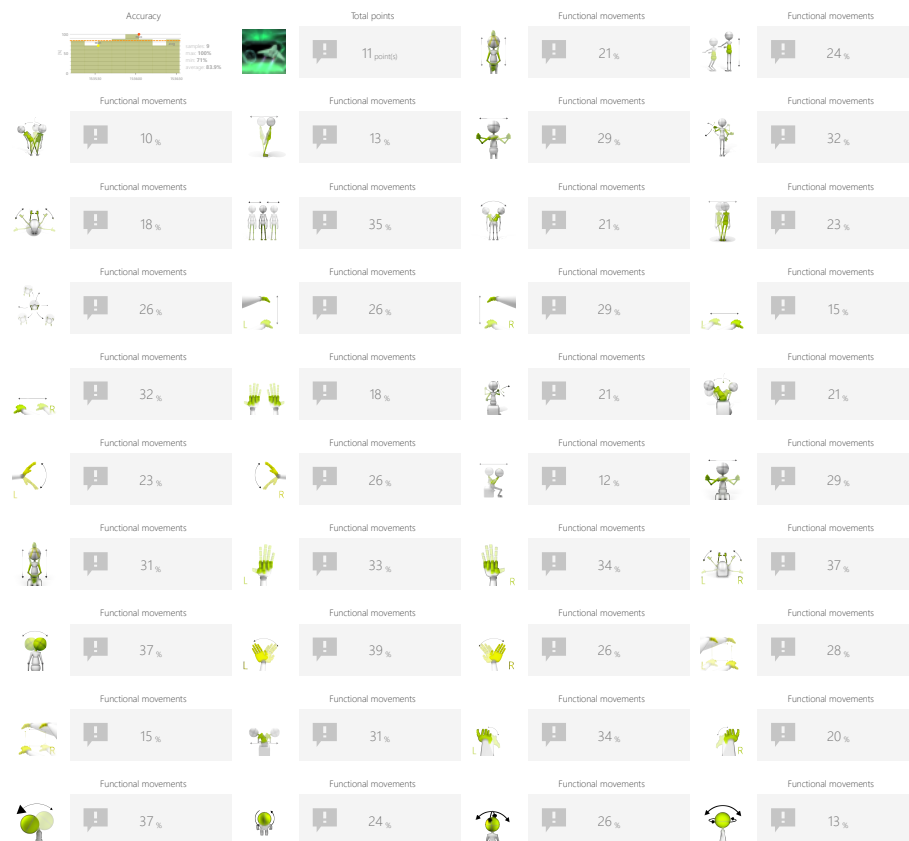 Accuracy
Total points
Functional movements
Functional movements
100
50
0
samples: 9
max: 100%
min: 71%
average: 83.9%
11 point(s)
21 %
24 %
Functional movements
Functional movements
Functional movements
Functional movements
10 %
13 %
29 %
32 %
Functional movements
Functional movements
Functional movements
Functional movements
18 %
35 %
21 %
23 %
Functional movements
Functional movements
Functional movements
Functional movements
26 %
26 %
29 %
15 %
L
R
L
Functional movements
Functional movements
Functional movements
Functional movements
32 %
18 %
21 %
21 %
R
Functional movements
Functional movements
Functional movements
Functional movements
23 %
26 %
12 %
29 %
L
R
Functional movements
Functional movements
Functional movements
Functional movements
31 %
33 %
34 %
37 %
L
R
L R
Functional movements
Functional movements
Functional movements
Functional movements
37 %
39 %
26 %
28 %
L
R
L
Functional movements
Functional movements
Functional movements
Functional movements
15 %
31 %
34 %
20 %
R
L
R
Functional movements
Functional movements
Functional movements
Functional movements
37 %
24 %
26 %
13 %